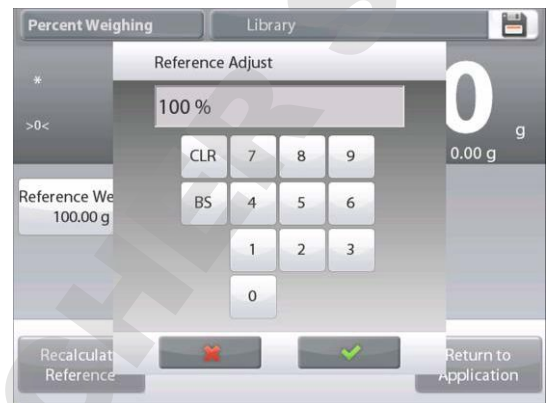 Percent Weighing
Library
Reference Adjust
100 %
*
>0<
0
g
0.00 g
CLR 7 8 9
BS 4 5 6
1 2 3
0
Reference We
100.00 g
Recalculat
Reference
Return to
Application